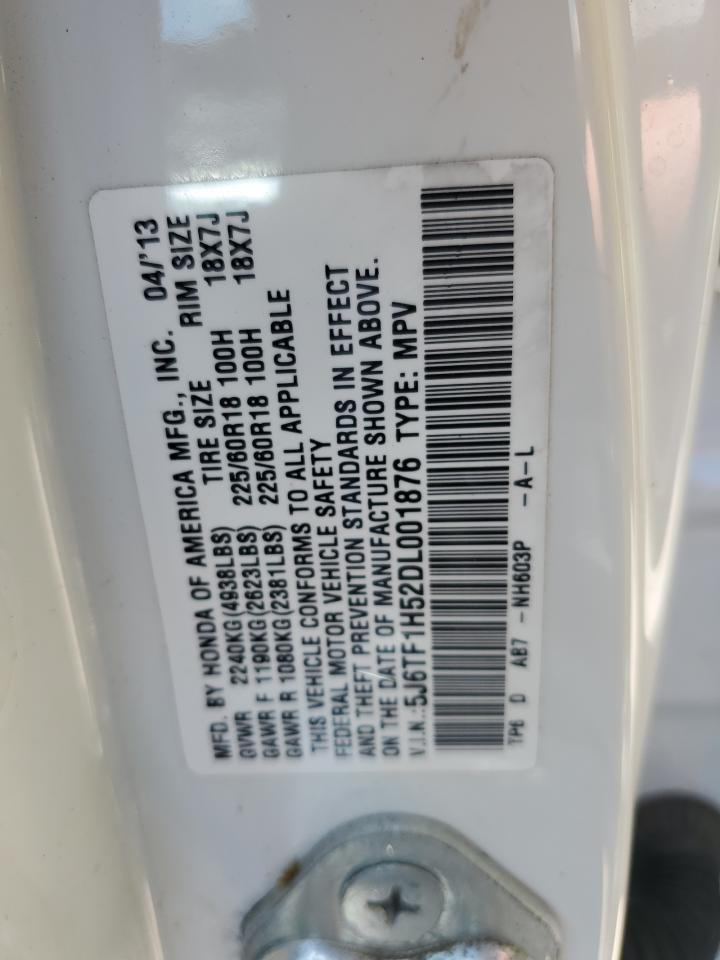 MFD. BY HONDA OF AMERICA MFG., INC. 04/'13
GVWR 2240KG(4938LBS) TIRE SIZE RIM SIZE
GAWR F 1190KG(2623LBS) 225/60R18 100H 18X7J
GAWR R 1080KG(2381LBS) 225/60R18 100H 18X7J
THIS VEHICLE CONFORMS TO ALL APPLICABLE
FEDERAL MOTOR VEHICLE SAFETY
AND THEFT PREVENTION STANDARDS IN EFFECT
ON THE DATE OF MANUFACTURE SHOWN ABOVE.
V.I.N.:5J6TF1H52DL001876 TYPE: MPV
TP6 D AB7 -NH603P -A-L